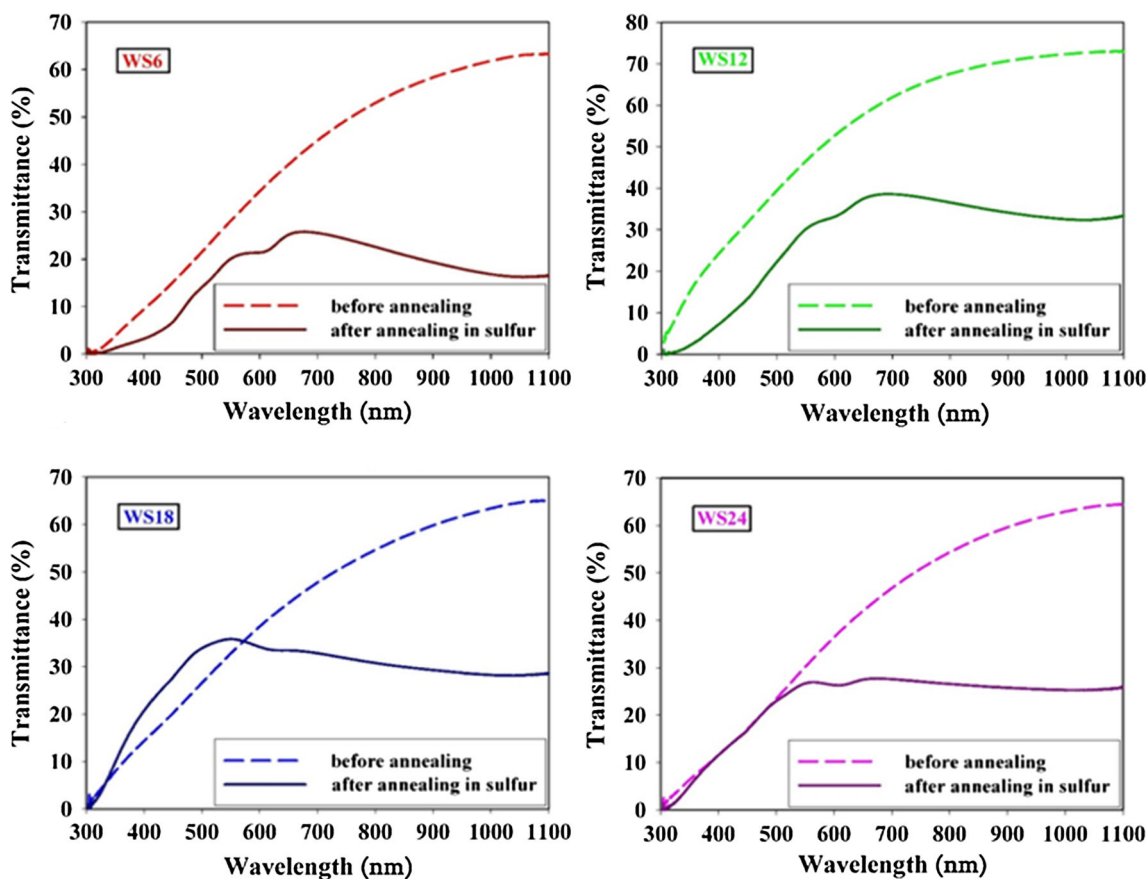 WS6
Transmittance (%)
70
60
50
40
30
20
10
0
before annealing
after annealing in sulfur
300 400 500 600 700 800 900 1000 1100
Wavelength (nm)
WS12
Transmittance (%)
80
70
60
50
40
30
20
10
0
before annealing
after annealing in sulfur
300 400 500 600 700 800 900 1000 1100
Wavelength (nm)
WS18
Transmittance (%)
70
60
50
40
30
20
10
0
before annealing
after annealing in sulfur
300 400 500 600 700 800 900 1000 1100
Wavelength (nm)
WS24
Transmittance (%)
70
60
50
40
30
20
10
0
before annealing
after annealing in sulfur
300 400 500 600 700 800 900 1000 1100
Wavelength (nm)